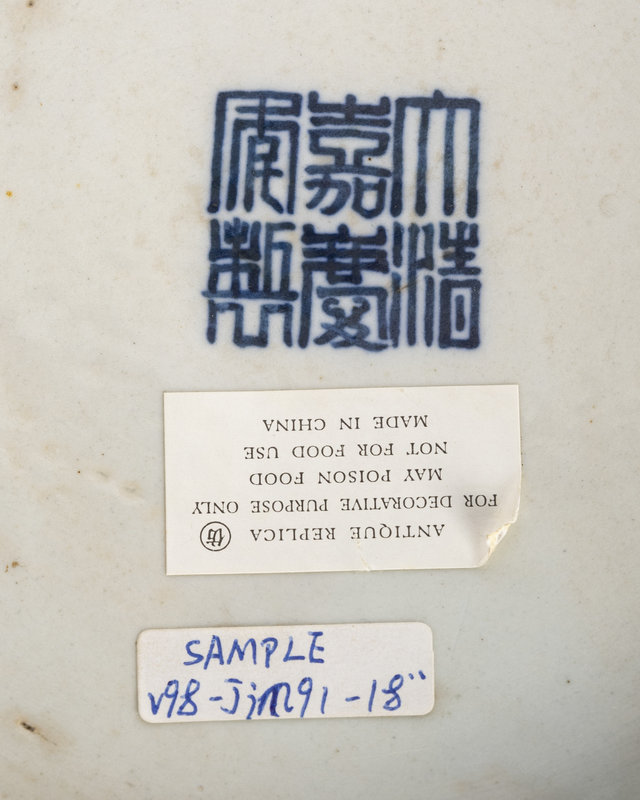 大清
嘉慶
年製
ANTIQUE REPLICA 仿
FOR DECORATIVE PURPOSE ONLY
MAY POISON FOOD
NOT FOR FOOD USE
MADE IN CHINA
SAMPLE
V98-Jim91-18"